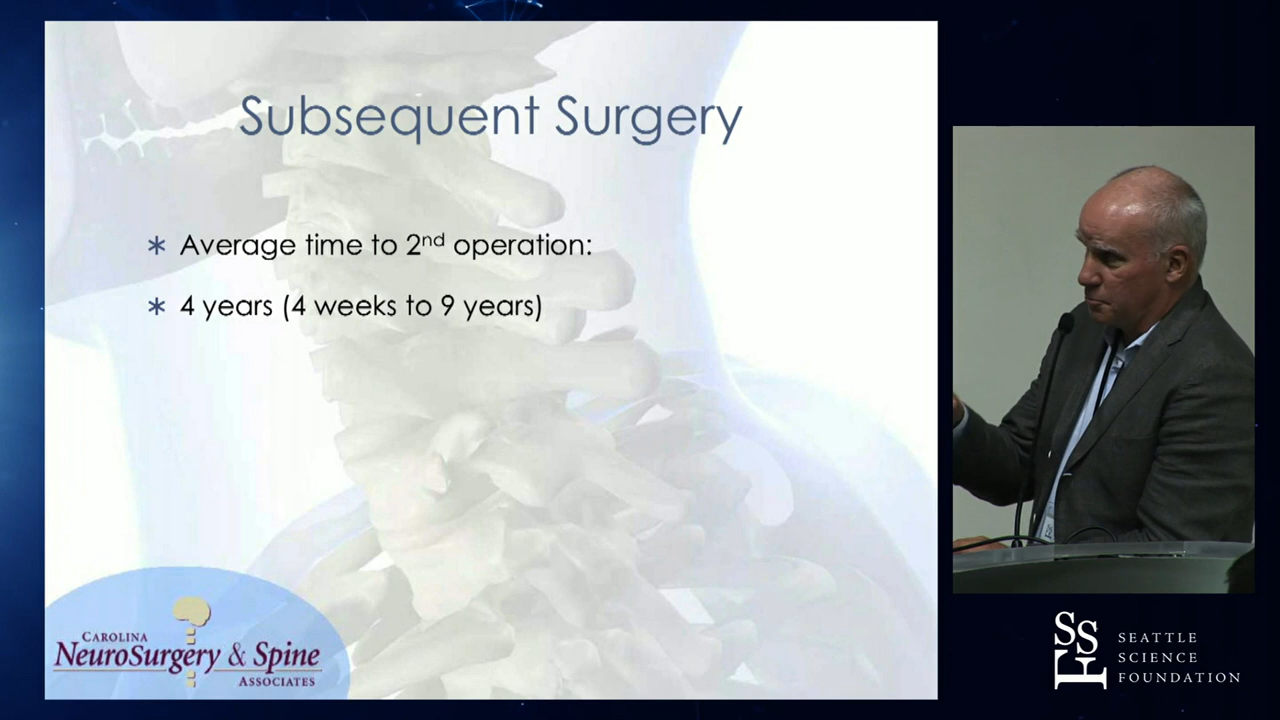 Subsequent Surgery
* Average time to 2nd operation:
* 4 years (4 weeks to 9 years)
CAROLINA
NEUROSURGERY & SPINE
ASSOCIATES
SSF
SEATTLE
SCIENCE
FOUNDATION